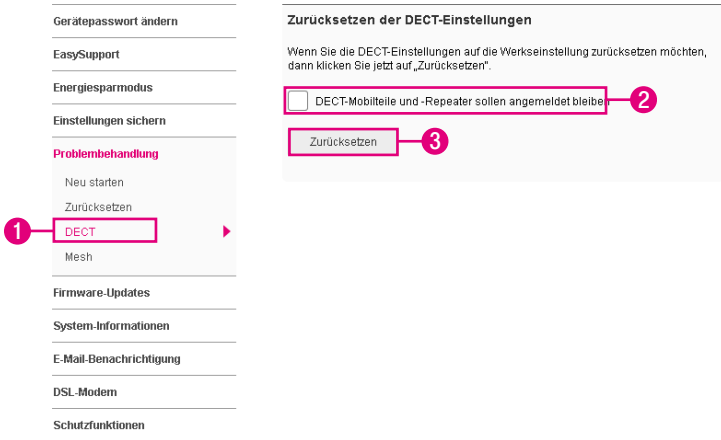 Gerätepasswort ändern
EasySupport
Energiesparmodus
Einstellungen sichern
Problembehandlung
Neu starten
Zurücksetzen
1
DECT
Mesh
Firmware-Updates
System-Informationen
E-Mail-Benachrichtigung
DSL-Modem
Schutzfunktionen
Zurücksetzen der DECT-Einstellungen
Wenn Sie die DECT-Einstellungen auf die Werkseinstellung zurücksetzen möchten,
dann klicken Sie jetzt auf „Zurücksetzen".
DECT-Mobilteile und -Repeater sollen angemeldet bleiben
2
Zurücksetzen
3